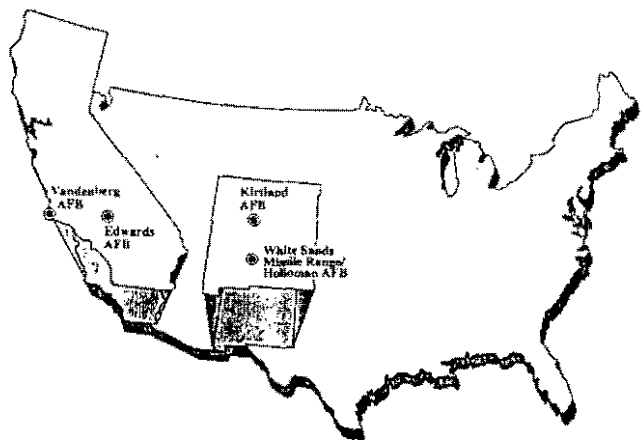 Vandenberg
AFB
Edwards
AFB
Kirtland
AFB
White Sands
Missile Range/
Holloman AFB